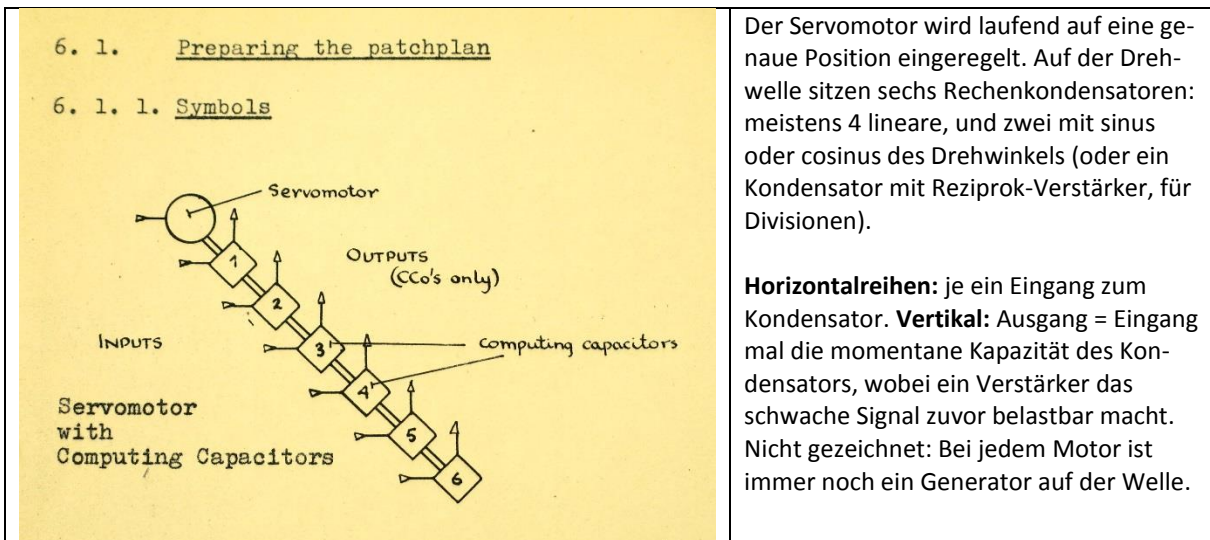 6. 1. Preparing the patchplan
6. 1. 1. Symbols
Servomotor
1
OUTPUTS
(CCo's only)
2
INPUTS
3
Computing capacitors
4
Servomotor
with
Computing Capacitors
5
6
Der Servomotor wird laufend auf eine ge-
naue Position eingeregelt. Auf der Dreh-
welle sitzen sechs Rechenkondensatoren:
meistens 4 lineare, und zwei mit sinus
oder cosinus des Drehwinkels (oder ein
Kondensator mit Reziprok-Verstärker, für
Divisionen).
Horizontalreihen: je ein Eingang zum
Kondensator. Vertikal: Ausgang = Eingang
mal die momentane Kapazität des Kon-
densators, wobei ein Verstärker das
schwache Signal zuvor belastbar macht.
Nicht gezeichnet: Bei jedem Motor ist
immer noch ein Generator auf der Welle.